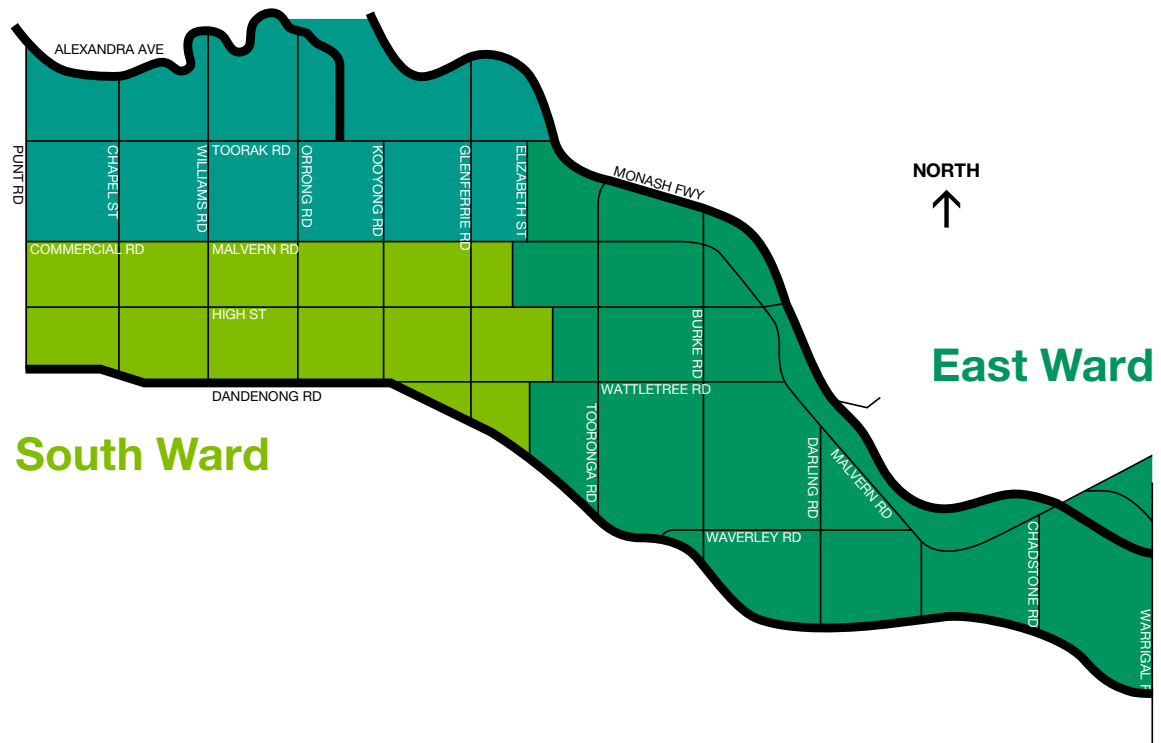 ALEXANDRA AVE
PUNT RD
CHAPEL ST
WILLIAMS RD
TOORAK RD
ORRONG RD
KOOYONG RD
GLENFERRIE RD
ELIZABETH ST
MONASH FWY
NORTH
COMMERCIAL RD
MALVERN RD
HIGH ST
BURKE RD
East Ward
DANDENONG RD
WATTLETREE RD
TOORONGA RD
South Ward
DARLING RD
MALVERN RD
WAVERLEY RD
CHADSTONE RD
WARRIGAL R